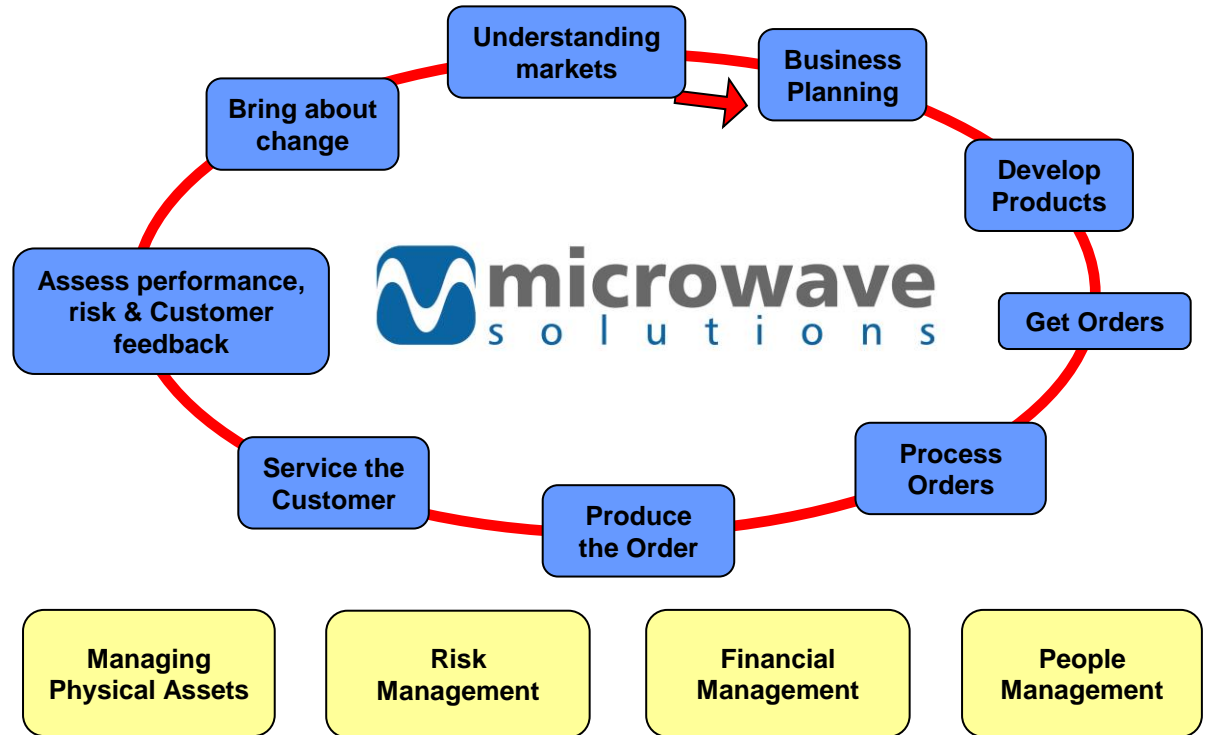 Understanding
markets
Business
Planning
Develop
Products
Get Orders
Process
Orders
Produce
the Order
Service the
Customer
Assess performance,
risk & Customer
feedback
Bring about
change
microwave
solutions
Managing
Physical Assets
Risk
Management
Financial
Management
People
Management